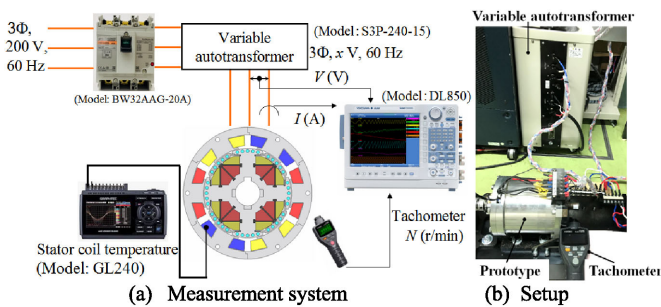 3Φ,
200 V,
60 Hz
(Model: BW32AAG-20A)
Variable
autotransformer
(Model: S3P-240-15)
3Φ, x V, 60 Hz
V (V)
I (A)
(Model: DL850)
Stator coil temperature
(Model: GL240)
Tachometer
N (r/min)
(a) Measurement system
Variable autotransformer
Prototype
Tachometer
(b) Setup